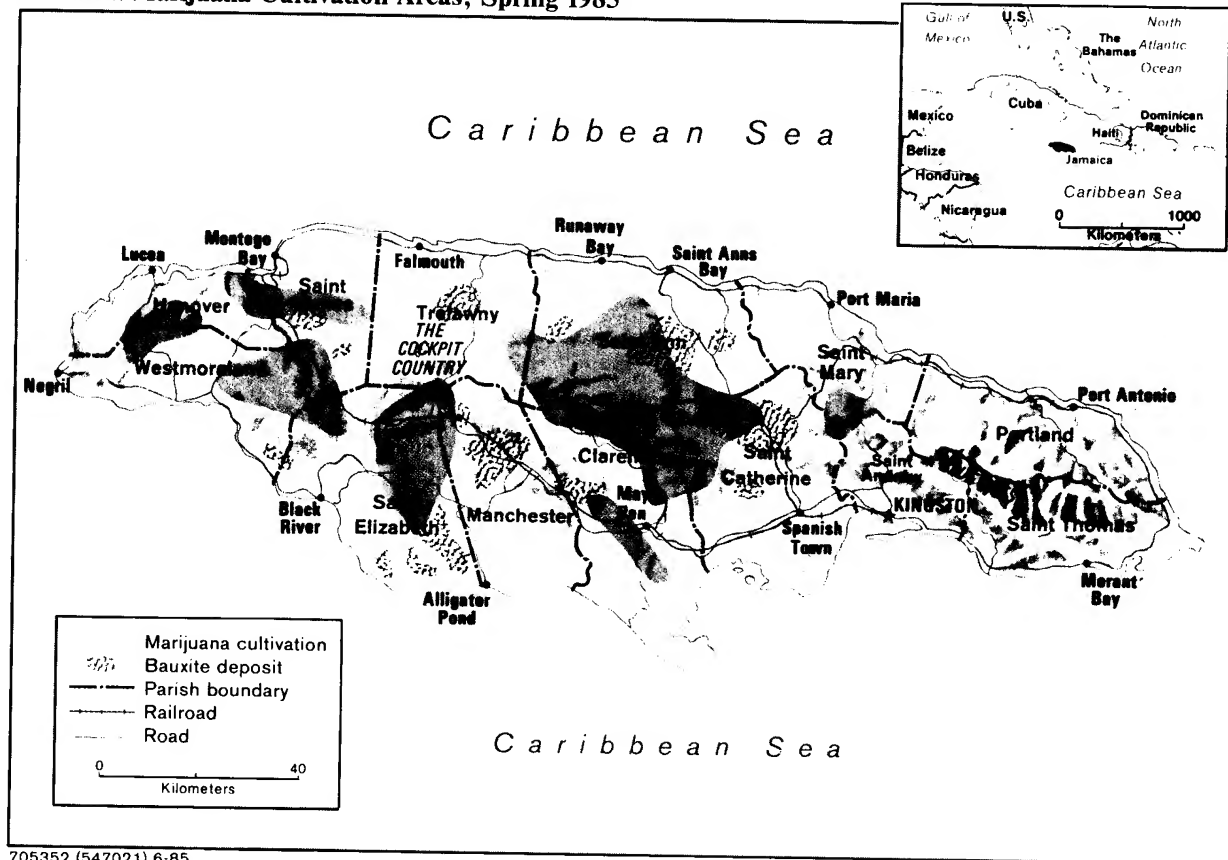 Marijuana Cultivation Areas, Spring 1985
Gulf of
Mexico
U.S.
The
Bahamas
North
Atlantic
Ocean
Mexico
Cuba
Haiti
Dominican
Republic
Belize
Jamaica
Honduras
Nicaragua
Caribbean Sea
0 1000
Kilometers
Caribbean Sea
Lucea
Montego
Bay
Falmouth
Runaway
Bay
Saint Anns
Bay
Port Maria
Hanover
Saint
Trelawny
THE
COCKPIT
COUNTRY
Westmoreland
Negril
Saint
Mary
Port Antonio
Portland
Saint
Catherine
Saint
Andrew
KINGSTON
Saint Thomas
Black
River
Elizabeth
Manchester
May
Pen
Spanish
Town
Morant
Bay
Alligator
Pond
Marijuana cultivation
Bauxite deposit
Parish boundary
Railroad
Road
0 40
Kilometers
Caribbean Sea
705352 (547021) 6-85